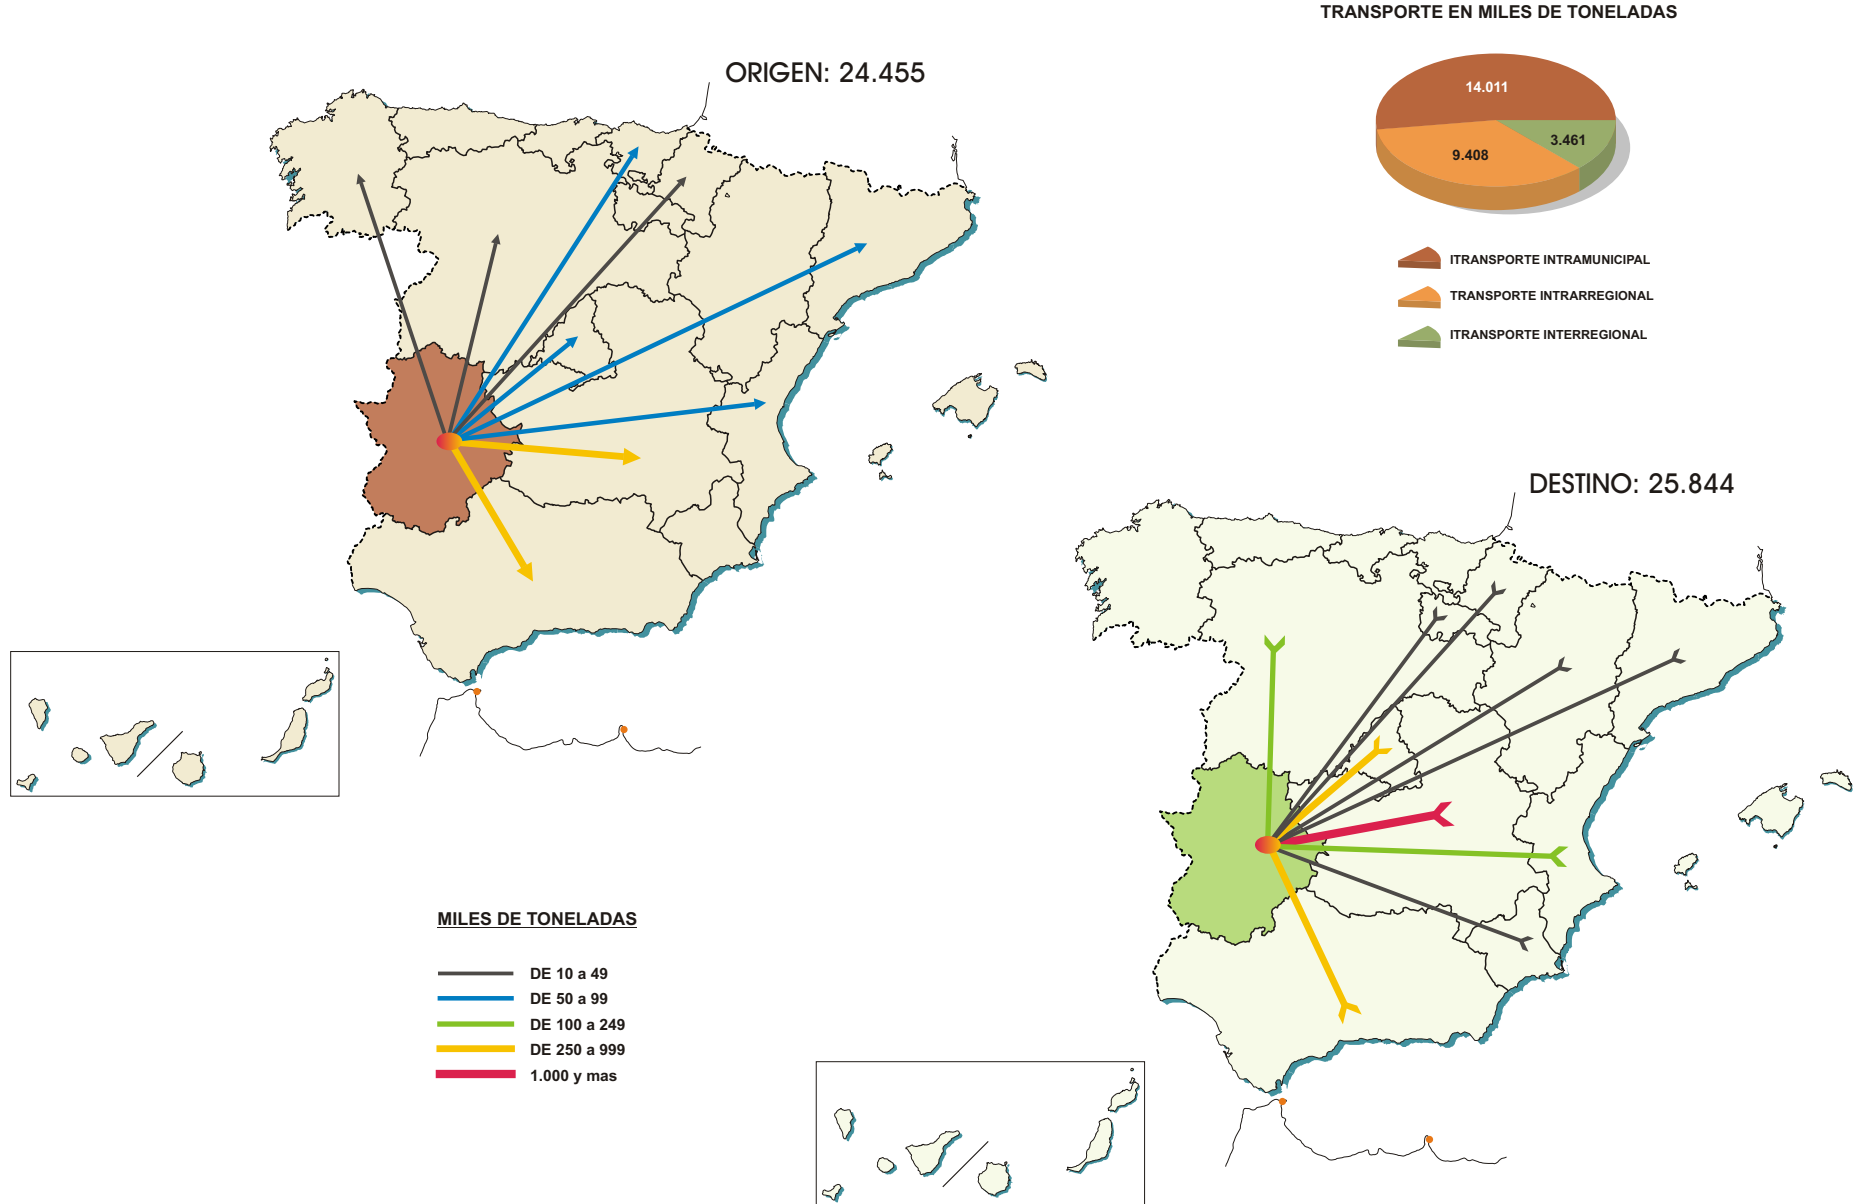 TRANSPORTE EN MILES DE TONELADAS
ORIGEN: 24.455
14.011
3.461
9.408
ITRANSPORTE INTRAMUNICIPAL
TRANSPORTE INTRARREGIONAL
ITRANSPORTE INTERREGIONAL
DESTINO: 25.844
MILES DE TONELADAS
DE 10 a 49
DE 50 a 99
DE 100 a 249
DE 250 a 999
1.000 y mas